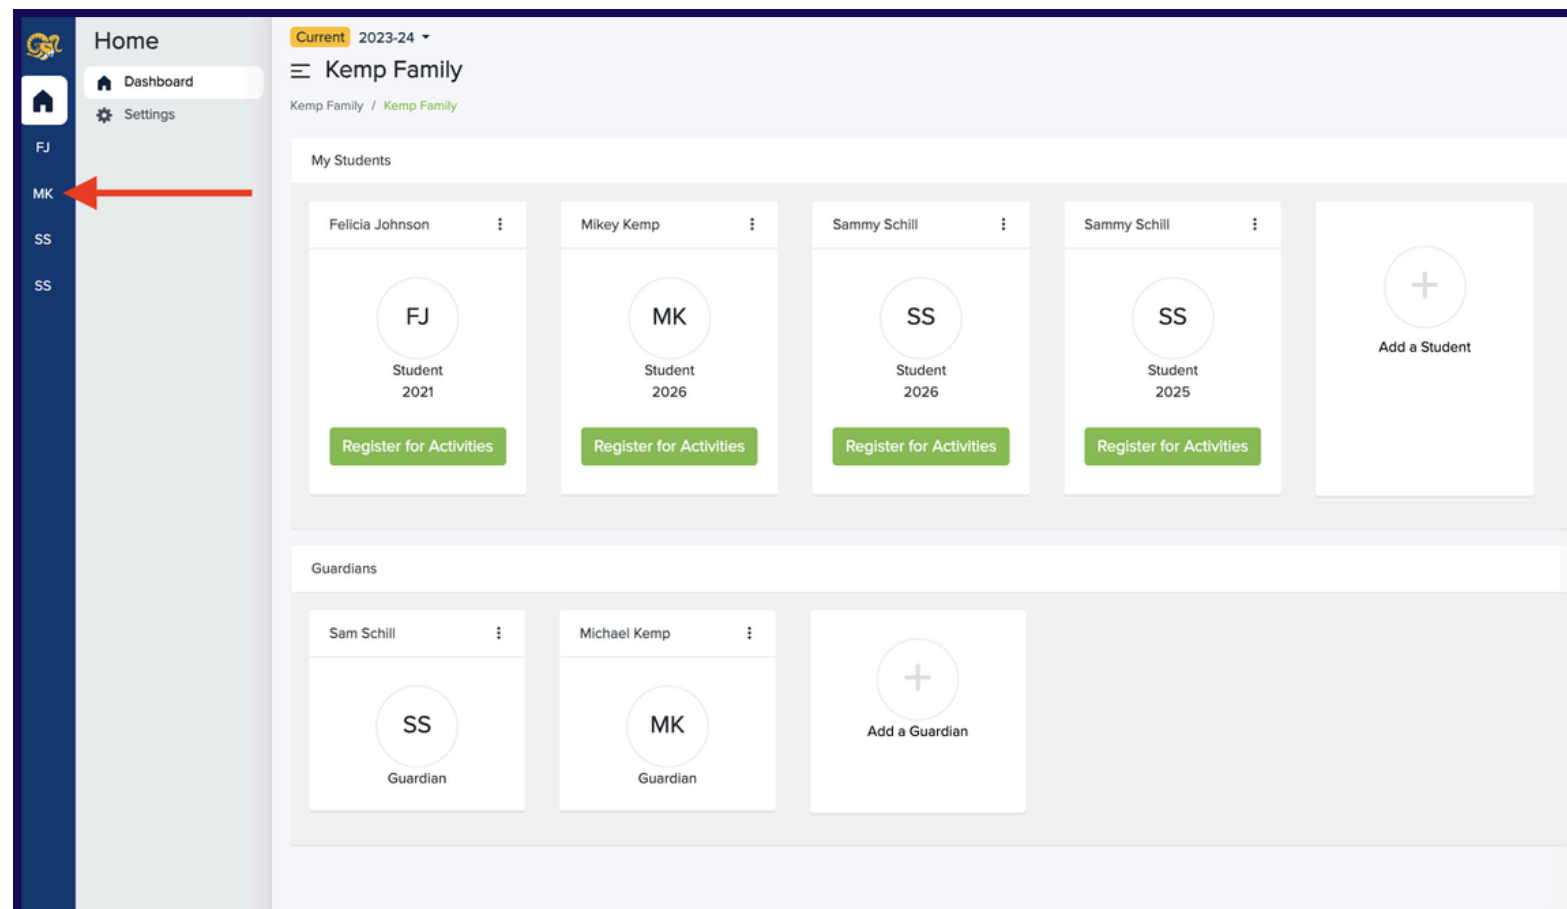 Home
Dashboard
Settings
FJ
MK
SS
SS
Current 2023-24
Kemp Family
Kemp Family / Kemp Family
My Students
Felicia Johnson
FJ
Student
2021
Register for Activities
Mikey Kemp
MK
Student
2026
Register for Activities
Sammy Schill
SS
Student
2026
Register for Activities
Sammy Schill
SS
Student
2025
Register for Activities
Add a Student
Guardians
Sam Schill
SS
Guardian
Michael Kemp
MK
Guardian
Add a Guardian